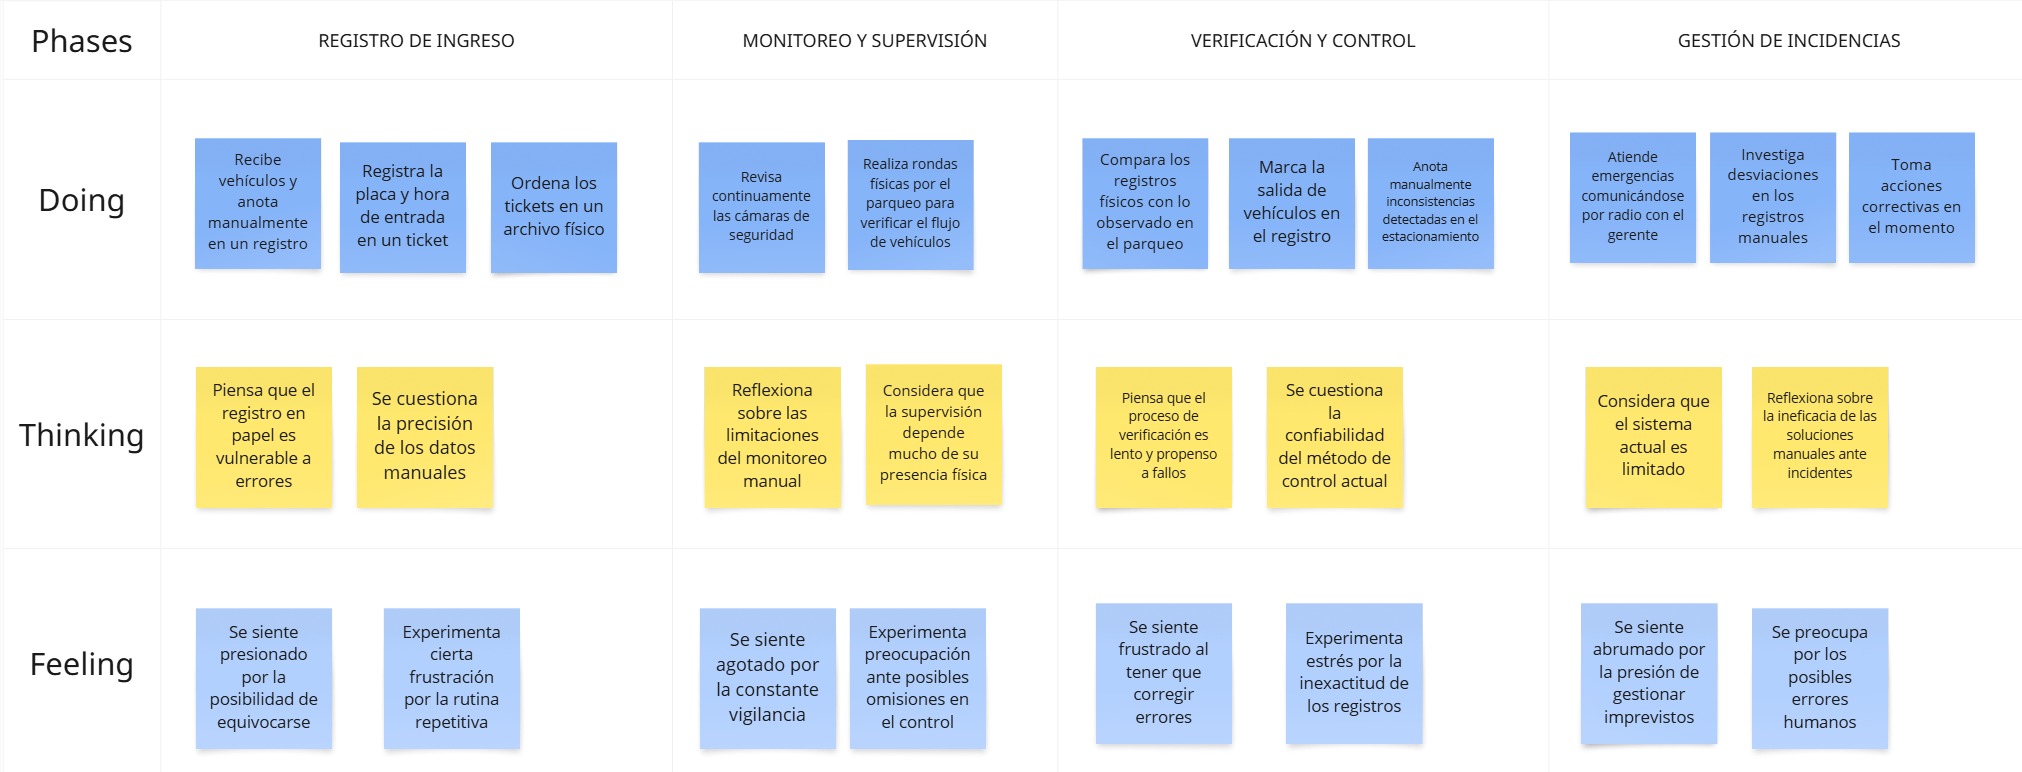 Phases
REGISTRO DE INGRESO
MONITOREO Y SUPERVISIÓN
VERIFICACIÓN Y CONTROL
GESTIÓN DE INCIDENCIAS
Doing
Recibe
vehículos y
anota
manualmente
en un registro
Registra la
placa y hora
de entrada
en un ticket
Ordena los
tickets en un
archivo físico
Revisa
continuamente
las cámaras de
seguridad
Realiza rondas
físicas por el
parqueo para
verificar el flujo
de vehículos
Compara los
registros
físicos con lo
observado en
el parqueo
Marca la
salida de
vehículos en
el registro
Anota
manualmente
inconsistencias
detectadas en el
estacionamiento
Atiende
emergencias
comunicándose
por radio con el
gerente
Investiga
desviaciones
en los
registros
manuales
Toma
acciones
correctivas en
el momento
Thinking
Piensa que el
registro en
papel es
vulnerable a
errores
Se cuestiona
la precisión
de los datos
manuales
Reflexiona
sobre las
limitaciones
del monitoreo
manual
Considera que
la supervisión
depende
mucho de su
presencia física
Piensa que el
proceso de
verificación es
lento y propenso
a fallos
Se cuestiona
la
confiabilidad
del método de
control actual
Considera que
el sistema
actual es
limitado
Reflexiona sobre
la ineficacia de las
soluciones
manuales ante
incidentes
Feeling
Se siente
presionado
por la
posibilidad de
equivocarse
Experimenta
cierta
frustración
por la rutina
repetitiva
Se siente
agotado por
la constante
vigilancia
Experimenta
preocupación
ante posibles
omisiones en
el control
Se siente
frustrado al
tener que
corregir
errores
Experimenta
estrés por la
inexactitud de
los registros
Se siente
abrumado por
la presión de
gestionar
imprevistos
Se preocupa
por los
posibles
errores
humanos